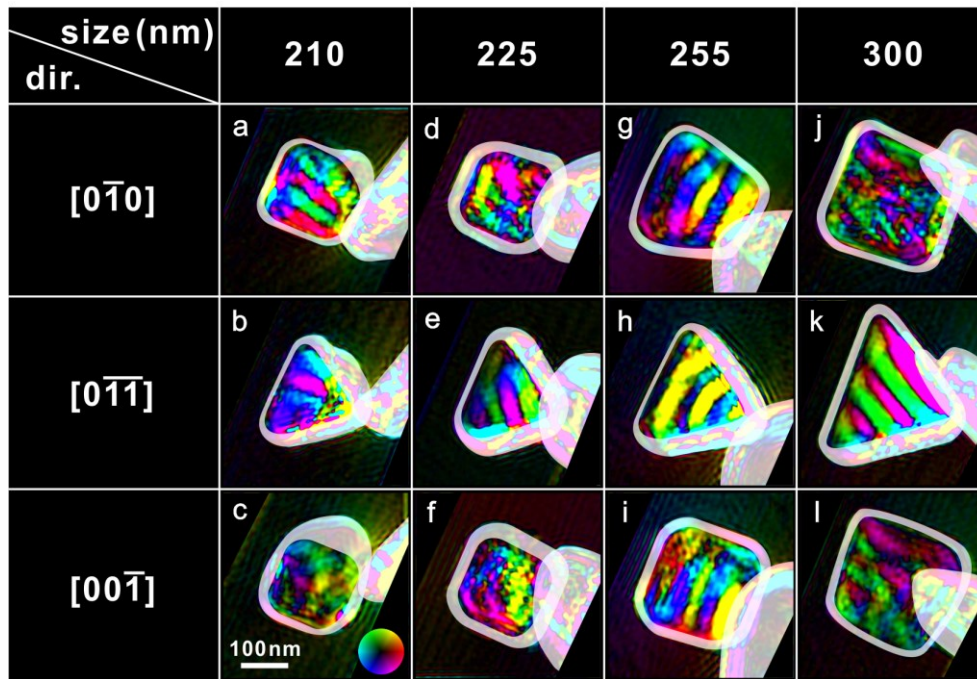 size (nm)
dir.
210
225
255
300
[01̄0]
a
d
g
j
[01̄1̄]
b
e
h
k
[001̄]
c
f
i
l
100nm